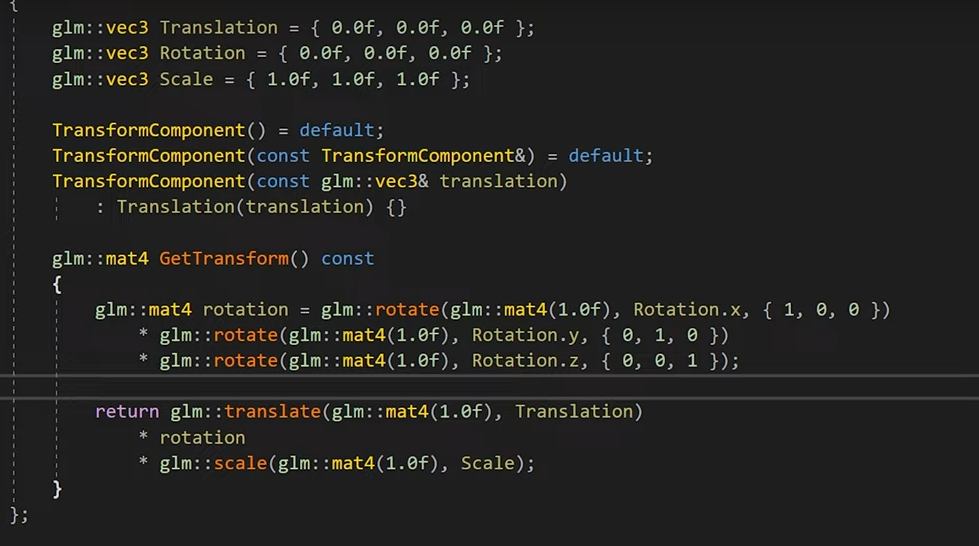 {
glm::vec3 Translation = { 0.0f, 0.0f, 0.0f };
glm::vec3 Rotation = { 0.0f, 0.0f, 0.0f };
glm::vec3 Scale = { 1.0f, 1.0f, 1.0f };
TransformComponent() = default;
TransformComponent(const TransformComponent&) = default;
TransformComponent(const glm::vec3& translation)
: Translation(translation) {}
glm::mat4 GetTransform() const
{
glm::mat4 rotation = glm::rotate(glm::mat4(1.0f), Rotation.x, { 1, 0, 0 })
* glm::rotate(glm::mat4(1.0f), Rotation.y, { 0, 1, 0 })
* glm::rotate(glm::mat4(1.0f), Rotation.z, { 0, 0, 1 });
return glm::translate(glm::mat4(1.0f), Translation)
* rotation
* glm::scale(glm::mat4(1.0f), Scale);
}
};